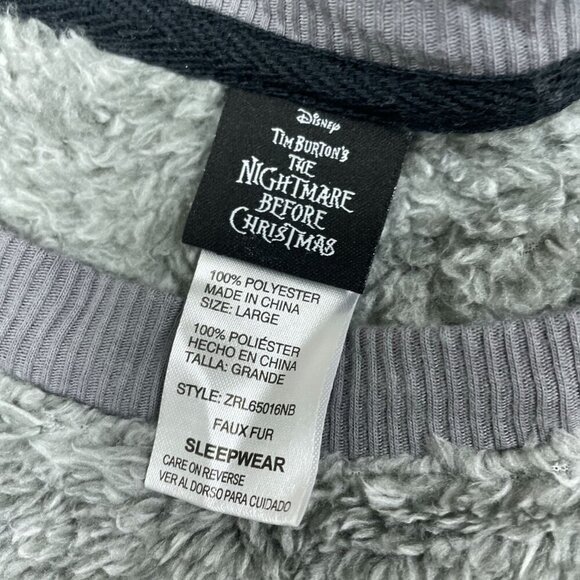 Disney
TIM BURTON'S
THE
NIGHTMARE
BEFORE
CHRISTMAS
100% POLYESTER
MADE IN CHINA
SIZE: LARGE
100% POLIÉSTER
HECHO EN CHINA
TALLA: GRANDE
STYLE: ZRL65016NB
FAUX FUR
SLEEPWEAR
CARE ON REVERSE
VER AL DORSO PARA CUIDADO